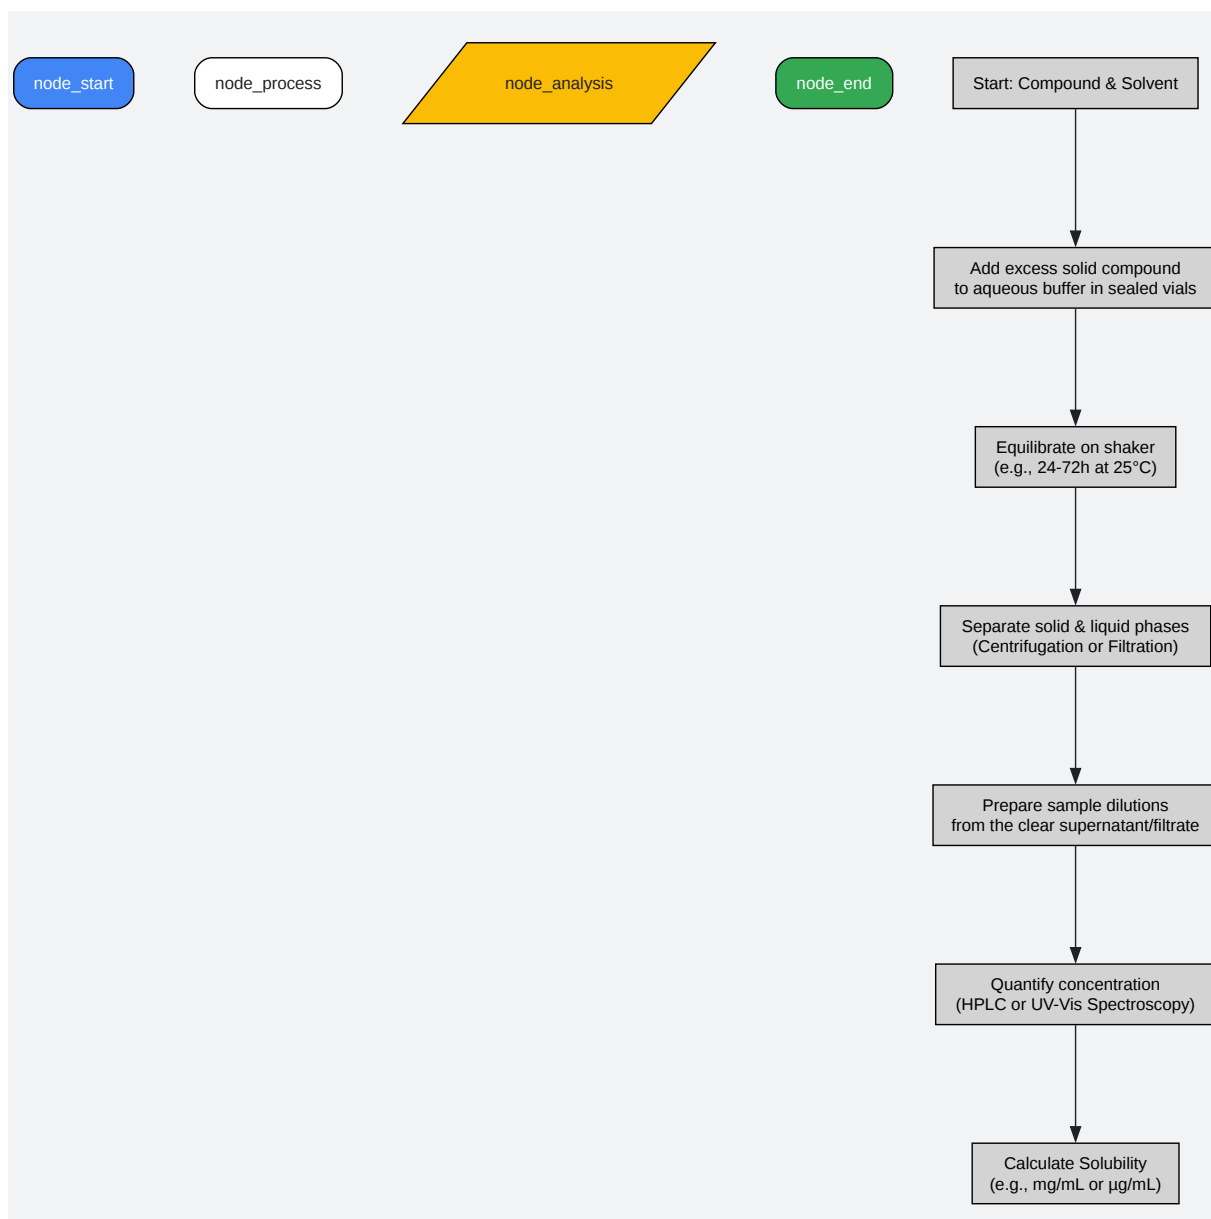 node_start
node_process
node_analysis
node_end
Start: Compound & Solvent
Add excess solid compound
to aqueous buffer in sealed vials
Equilibrate on shaker
(e.g., 24-72h at 25°C)
Separate solid & liquid phases
(Centrifugation or Filtration)
Prepare sample dilutions
from the clear supernatant/filtrate
Quantify concentration
(HPLC or UV-Vis Spectroscopy)
Calculate Solubility
(e.g., mg/mL or µg/mL)